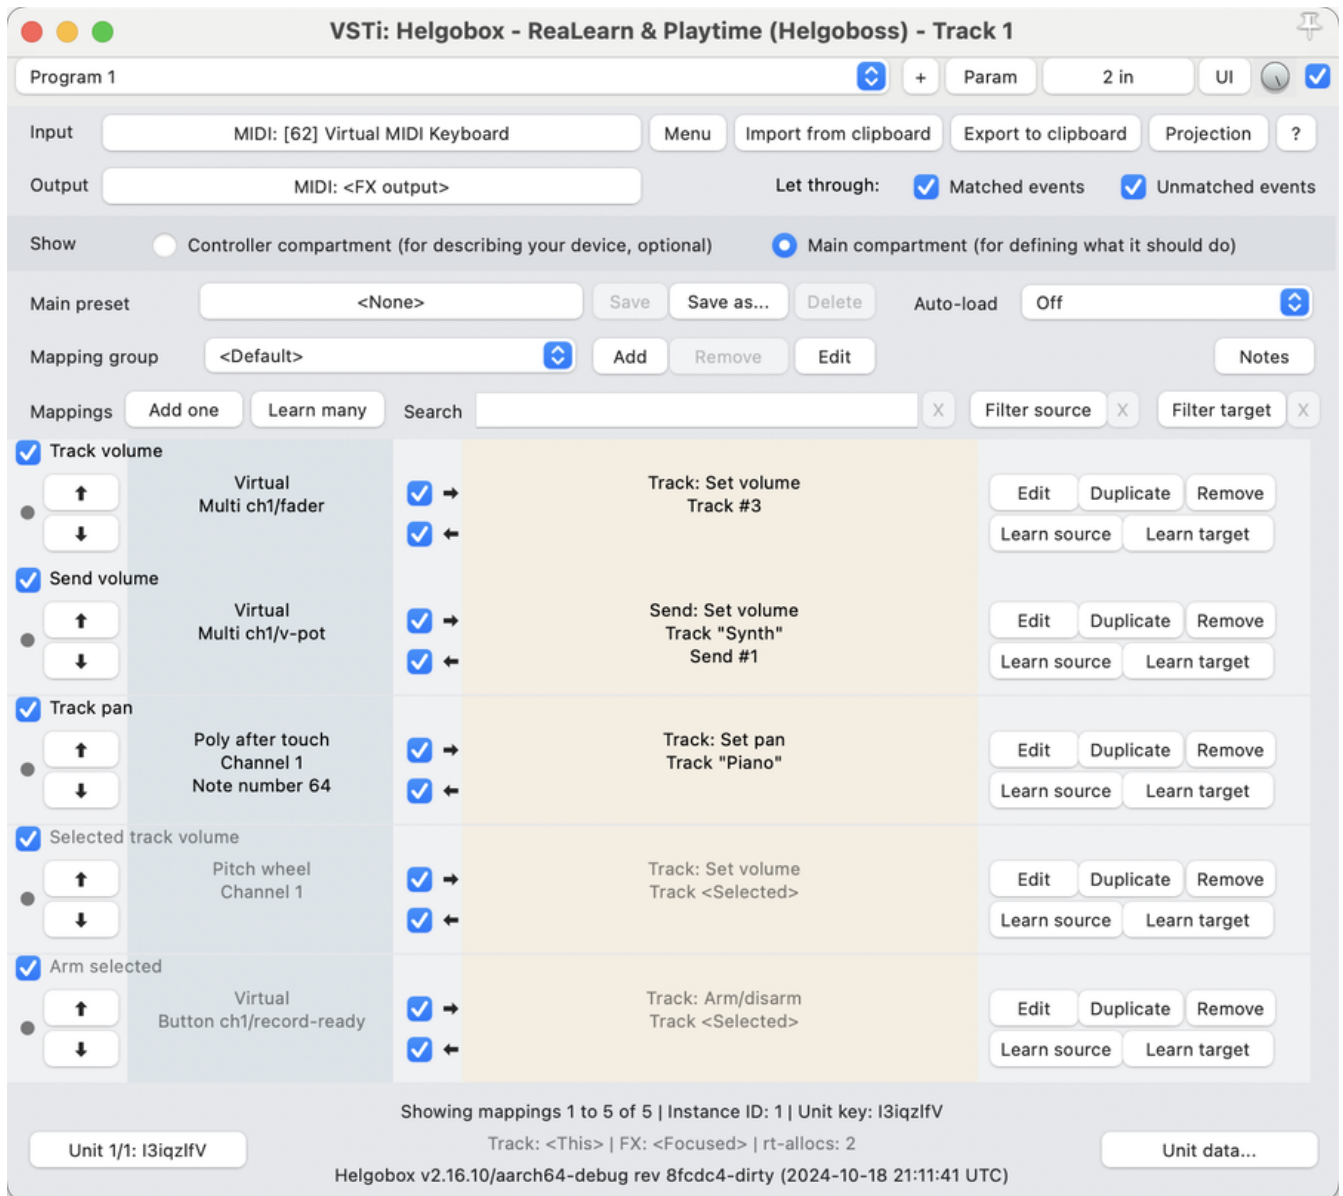 VSTi: Helgobox - ReaLearn & Playtime (Helgoboss) - Track 1
Program 1 + Param 2 in UI
Input MIDI: [62] Virtual MIDI Keyboard Menu Import from clipboard Export to clipboard Projection ?
Output MIDI: <FX output> Let through: Matched events Unmatched events
Show Controller compartment (for describing your device, optional) Main compartment (for defining what it should do)
Main preset <None> Save Save as... Delete Auto-load Off
Mapping group <Default> Add Remove Edit Notes
Mappings Add one Learn many Search X Filter source X Filter target X
Track volume
Virtual
Multi ch1/fader
Track: Set volume
Track #3
Edit Duplicate Remove
Learn source Learn target
Send volume
Virtual
Multi ch1/v-pot
Send: Set volume
Track "Synth"
Send #1
Edit Duplicate Remove
Learn source Learn target
Track pan
Poly after touch
Channel 1
Note number 64
Track: Set pan
Track "Piano"
Edit Duplicate Remove
Learn source Learn target
Selected track volume
Pitch wheel
Channel 1
Track: Set volume
Track <Selected>
Edit Duplicate Remove
Learn source Learn target
Arm selected
Virtual
Button ch1/record-ready
Track: Arm/disarm
Track <Selected>
Edit Duplicate Remove
Learn source Learn target
Showing mappings 1 to 5 of 5 | Instance ID: 1 | Unit key: I3iqzIfV
Unit 1/1: I3iqzIfV Track: <This> | FX: <Focused> | rt-allocs: 2 Unit data...
Helgobox v2.16.10/aarch64-debug rev 8fcdc4-dirty (2024-10-18 21:11:41 UTC)